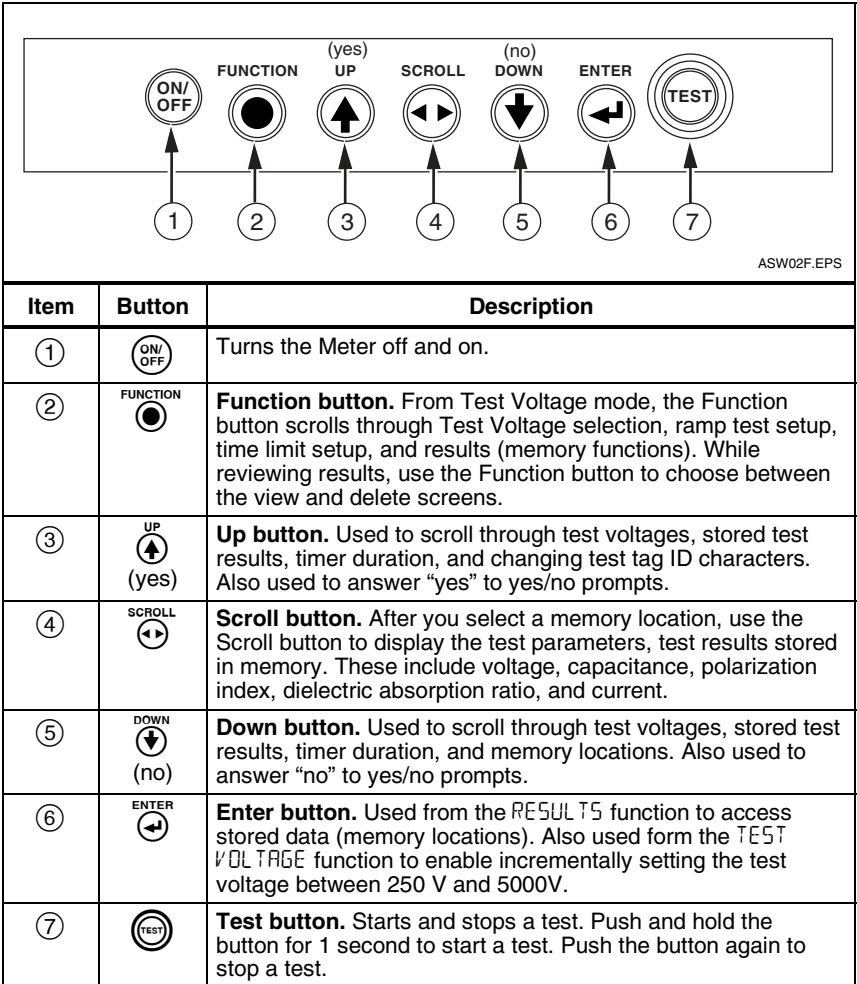 (yes) (no)
FUNCTION UP SCROLL DOWN ENTER
ON/
OFF
TEST
1 2 3 4 5 6 7
ASW02F.EPS
Item Button Description
1 ON/
OFF
Turns the Meter off and on.
2 FUNCTION
Function button. From Test Voltage mode, the Function
button scrolls through Test Voltage selection, ramp test setup,
time limit setup, and results (memory functions). While
reviewing results, use the Function button to choose between
the view and delete screens.
3 UP
(yes)
Up button. Used to scroll through test voltages, stored test
results, timer duration, and changing test tag ID characters.
Also used to answer “yes” to yes/no prompts.
4 SCROLL
Scroll button. After you select a memory location, use the
Scroll button to display the test parameters, test results stored
in memory. These include voltage, capacitance, polarization
index, dielectric absorption ratio, and current.
5 DOWN
(no)
Down button. Used to scroll through test voltages, stored test
results, timer duration, and memory locations. Also used to
answer “no” to yes/no prompts.
6 ENTER
Enter button. Used from the RESULTS function to access
stored data (memory locations). Also used form the TEST
VOLTAGE function to enable incrementally setting the test
voltage between 250 V and 5000V.
7 TEST
Test button. Starts and stops a test. Push and hold the
button for 1 second to start a test. Push the button again to
stop a test.